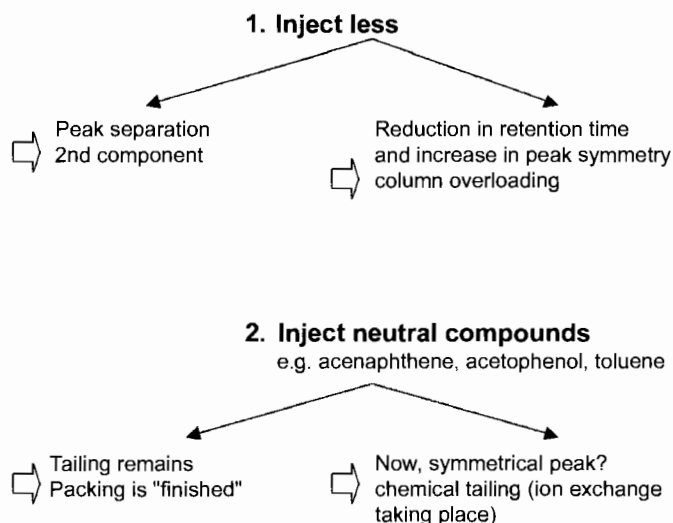 1. Inject less
Peak separation
2nd component
Reduction in retention time
and increase in peak symmetry
column overloading
2. Inject neutral compounds
e.g. acenaphthene, acetophenol, toluene
Tailing remains
Packing is "finished"
Now, symmetrical peak?
chemical tailing (ion exchange
taking place)